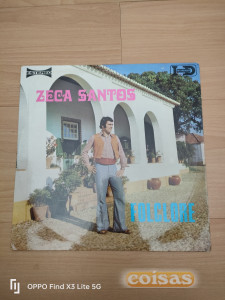 ZECA SANTOS
FOLCLORE
OPPO Find X3 Lite 5G
coisas